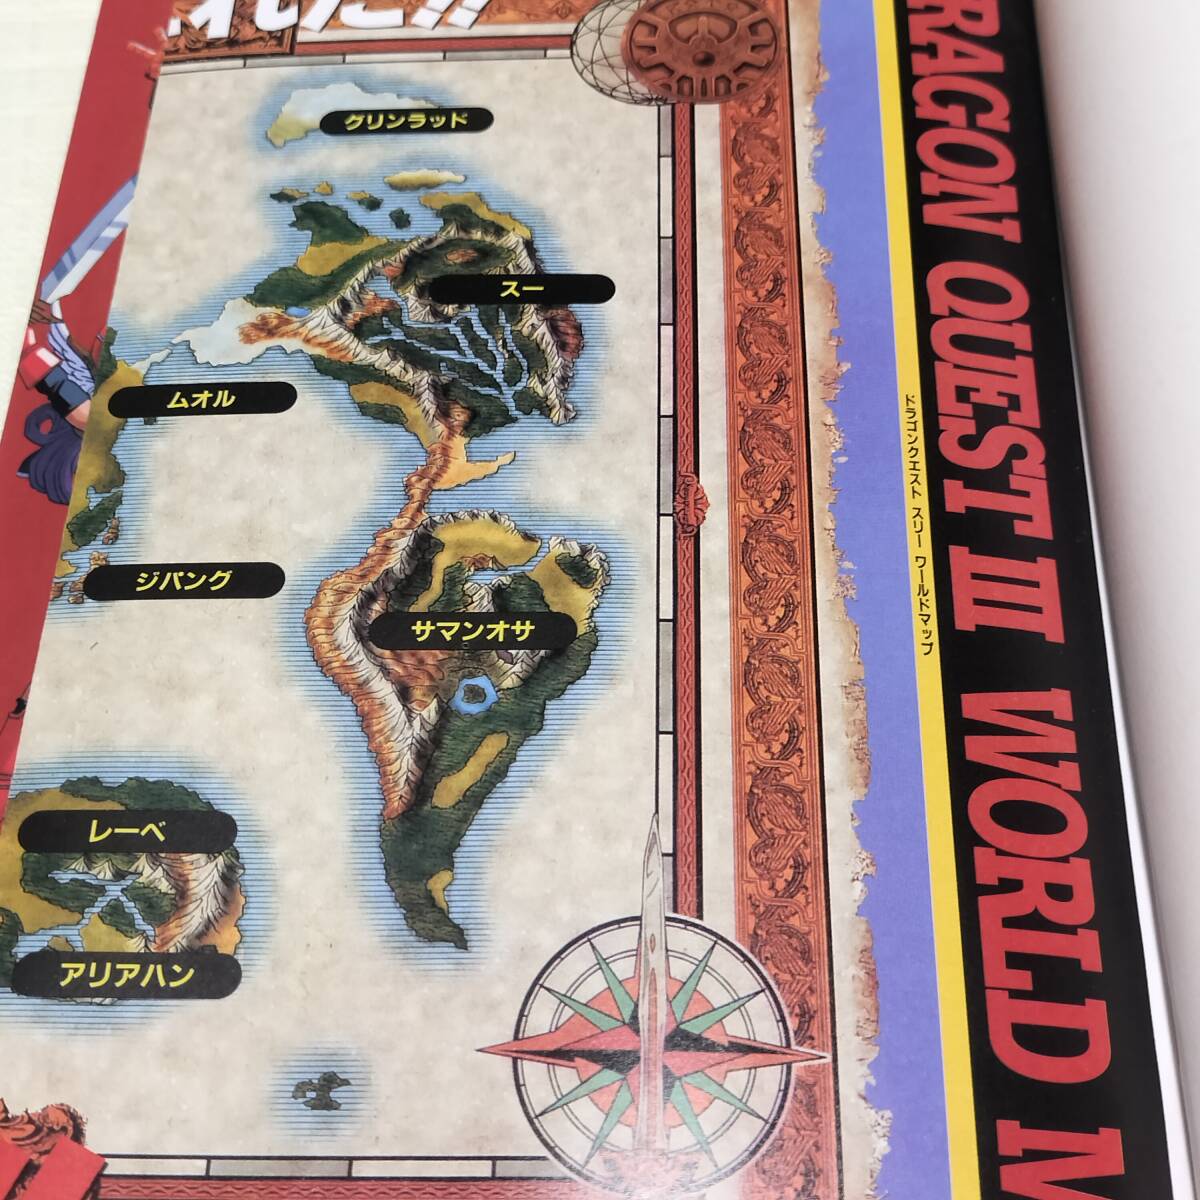 グリンラッド
スー
ムオル
ジパング
サマンオサ
レーベ
アリアハン
RAGON QUEST III WORLD M
ドラゴンクエスト スリー ワールドマップ